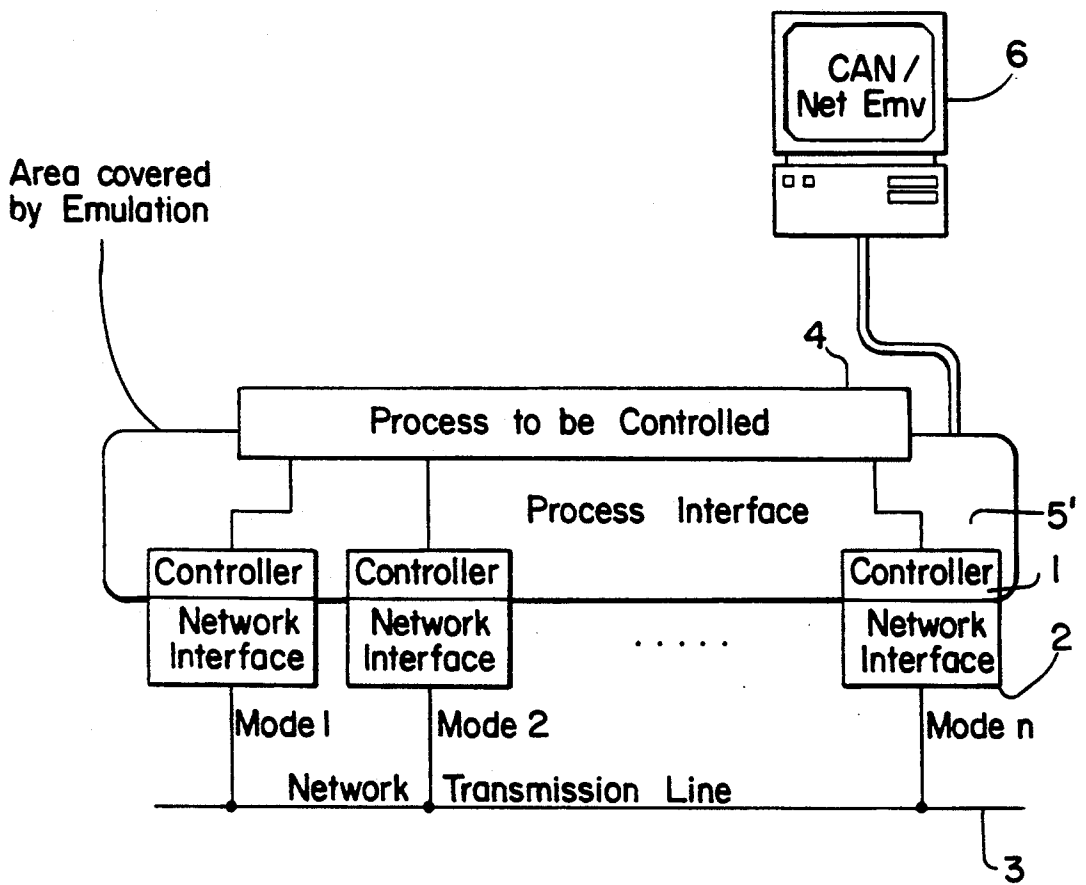 CAN /
Net Emv
6
Area covered
by Emulation
4
Process to be Controlled
Process Interface
5'
Controller
Controller
Controller
1
Network
Interface
Network
Interface
.....
Network
Interface
2
Mode 1
Mode 2
Mode n
Network Transmission Line
3